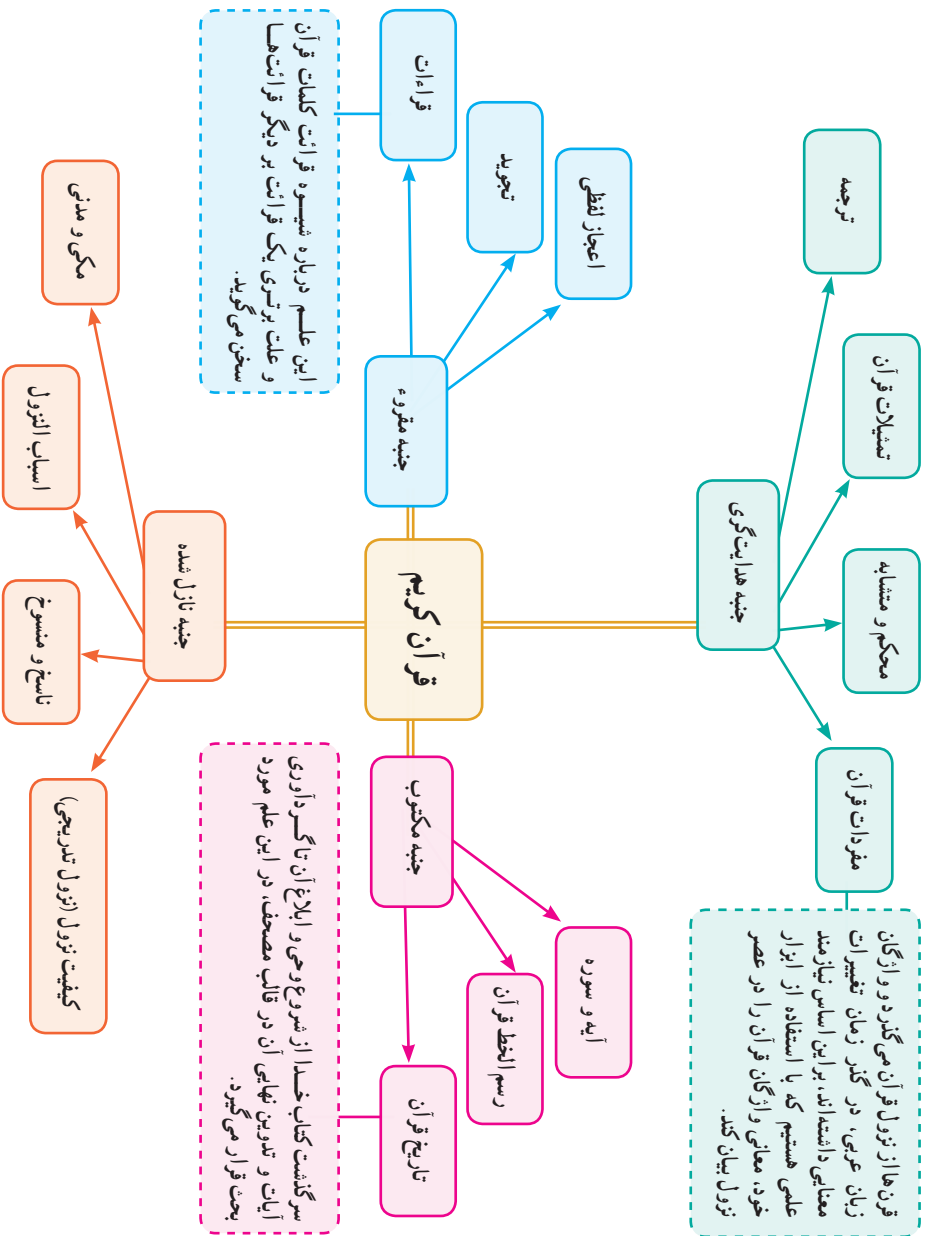 قرآن کریم
جنبه هدایت‌گری
ترجمه
تمثیلات قرآن
محکم و متشابه
مفردات قرآن
قرن‌ها از نزول قرآن می‌گذرد و واژگان
زبان عربی، در گذر زمان تغییرات
معنایی داشته‌اند، بر این اساس نیازمند
علمی هستیم که با استفاده از ابزار
خود، معانی واژگان قرآن را در عصر
نزول بیان کند.
جنبه مقروء
اعجاز لفظی
تجوید
قراءات
این علم درباره شیوه قرائت کلمات قرآن
و علت برتری یک قرائت بر دیگر قرائت‌ها
سخن می‌گوید.
جنبه مکتوب
آیه و سوره
رسم الخط قرآن
تاریخ قرآن
سرگذشت کتاب خدا از شروع وحی و ابلاغ آن تا گردآوری
آیات و تدوین نهایی آن در قالب مصحف، در این علم مورد
بحث قرار می‌گیرد.
جنبه نازل شده
مکی و مدنی
اسباب النزول
ناسخ و منسوخ
کیفیت نزول (نزول تدریجی)